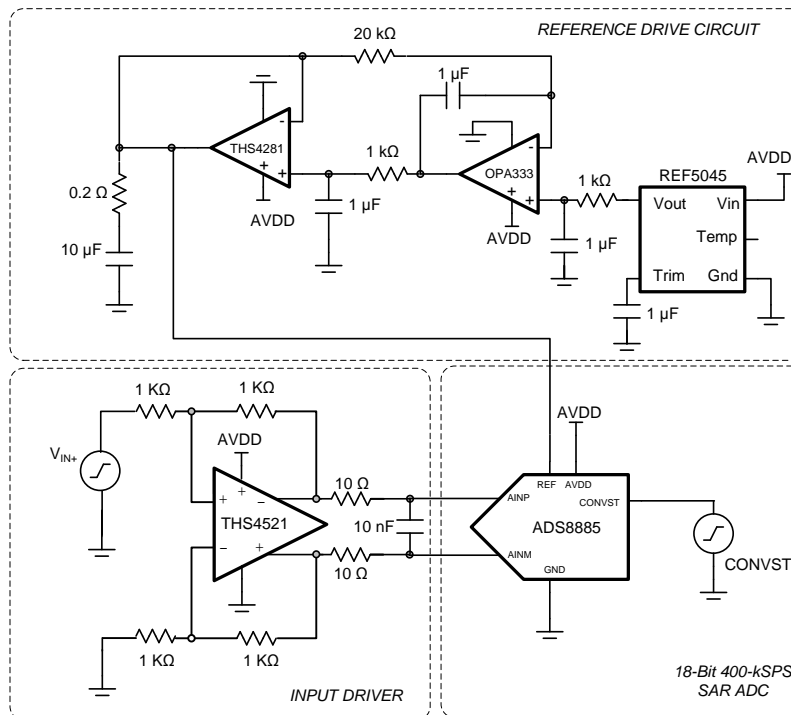 REFERENCE DRIVE CIRCUIT
20 kΩ
1 µF
-
THS4281
+
+
AVDD
1 kΩ
1 µF
-
OPA333
+
+
AVDD
1 kΩ
1 µF
REF5045
AVDD
Vout
Vin
Temp
Trim
Gnd
1 µF
0.2 Ω
10 µF
1 KΩ
1 KΩ
VIN+
AVDD
+
+
−
THS4521
−
+
10 Ω
10 nF
10 Ω
1 KΩ
1 KΩ
INPUT DRIVER
AVDD
REF
AVDD
AINP
CONVST
ADS8885
AINM
GND
CONVST
18-Bit 400-kSPS
SAR ADC